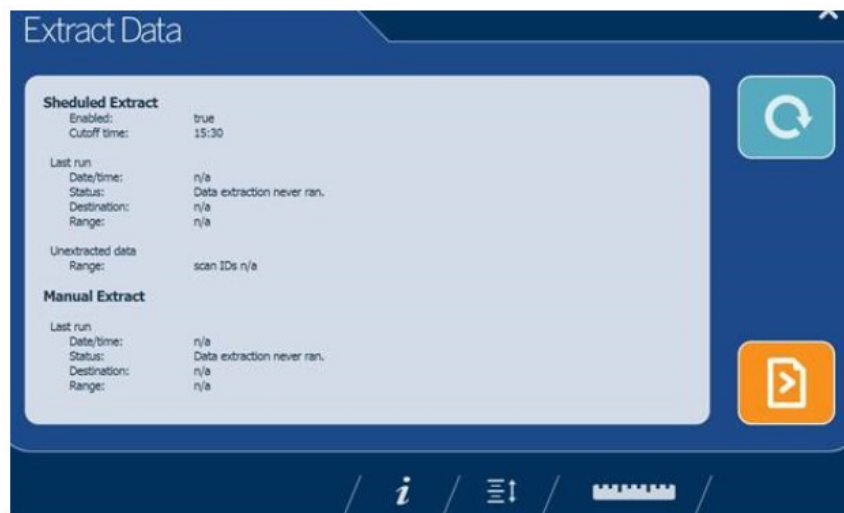 Extract Data
Sheduled Extract
Enabled: true
Cutoff time: 15:30
Last run
Date/time: n/a
Status: Data extraction never ran.
Destination: n/a
Range: n/a
Unextracted data
Range: scan IDs n/a
Manual Extract
Last run
Date/time: n/a
Status: Data extraction never ran.
Destination: n/a
Range: n/a
i